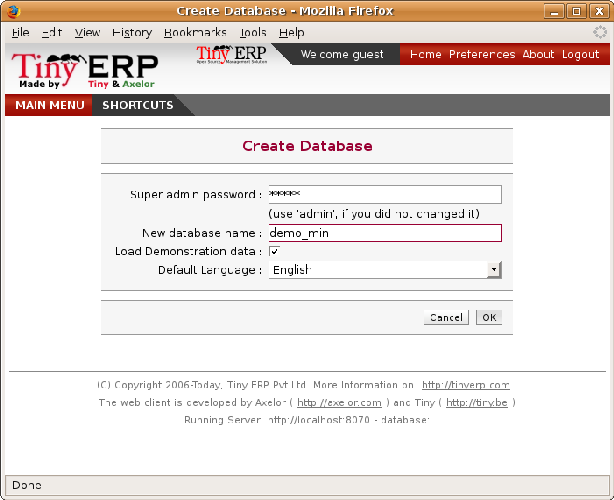 Create Database - Mozilla Firefox
File Edit View History Bookmarks Tools Help
Tiny ERP
Made by Tiny & Axelor
Tiny ERP
Open Source Management Solution
Welcome guest
Home Preferences About Logout
MAIN MENU SHORTCUTS
Create Database
Super admin password : *****
(use 'admin', if you did not changed it)
New database name : demo_min
Load Demonstration data :
Default Language : English
Cancel OK
(C) Copyright 2006-Today, Tiny ERP Pvt Ltd. More Information on http://tinyerp.com
The web client is developed by Axelor ( http://axelor.com ) and Tiny ( http://tiny.be )
Running Server: http://localhost:8070 - database:
Done